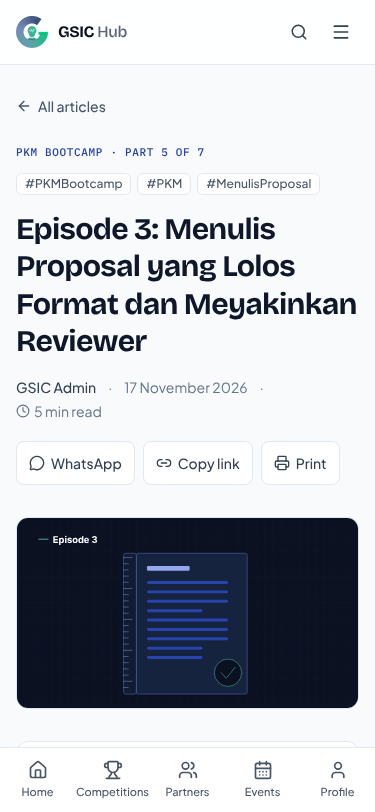 GSIC Hub
All articles
PKM BOOTCAMP · PART 5 OF 7
#PKMBootcamp #PKM #MenulisProposal
Episode 3: Menulis
Proposal yang Lolos
Format dan Meyakinkan
Reviewer
GSIC Admin · 17 November 2026 ·
5 min read
WhatsApp Copy link Print
Episode 3
Home Competitions Partners Events Profile